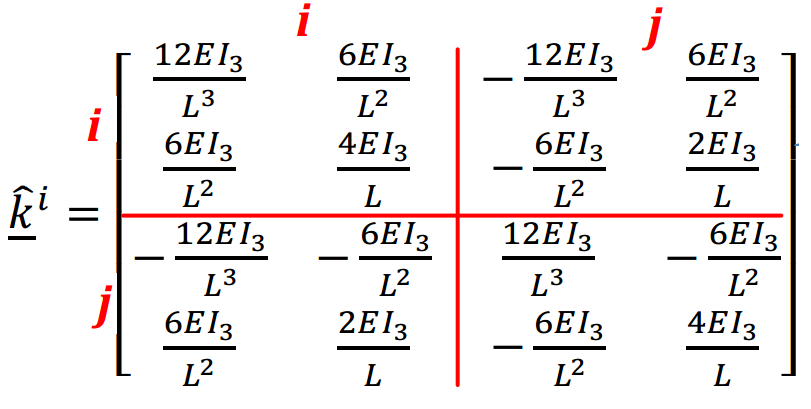 i j
i 12EI₃/L³ 6EI₃/L² − 12EI₃/L³ 6EI₃/L²
6EI₃/L² 4EI₃/L − 6EI₃/L² 2EI₃/L
k̲̂ⁱ =
j − 12EI₃/L³ − 6EI₃/L² 12EI₃/L³ − 6EI₃/L²
6EI₃/L² 2EI₃/L − 6EI₃/L² 4EI₃/L